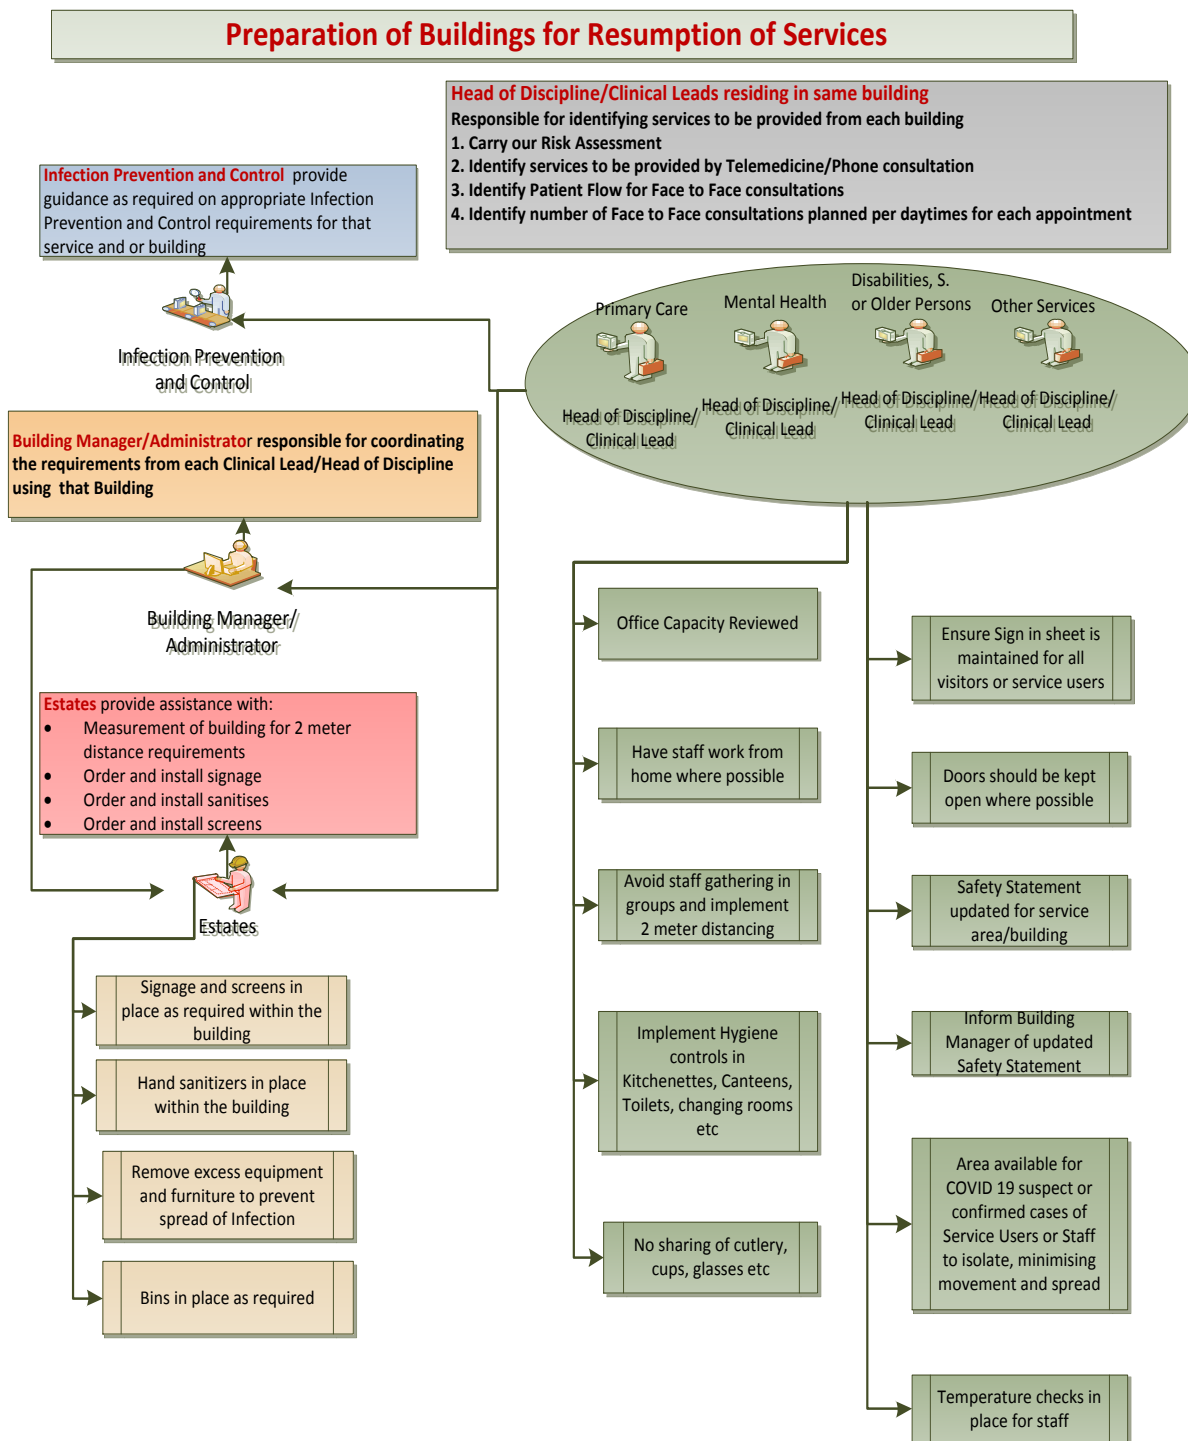 Preparation of Buildings for Resumption of Services
Head of Discipline/Clinical Leads residing in same building
Responsible for identifying services to be provided from each building
1. Carry our Risk Assessment
2. Identify services to be provided by Telemedicine/Phone consultation
3. Identify Patient Flow for Face to Face consultations
4. Identify number of Face to Face consultations planned per daytimes for each appointment
Infection Prevention and Control provide
guidance as required on appropriate Infection
Prevention and Control requirements for that
service and or building
Infection Prevention
and Control
Primary Care
Head of Discipline/
Clinical Lead
Mental Health
Head of Discipline/
Clinical Lead
Disabilities, S.
or Older Persons
Head of Discipline/
Clinical Lead
Other Services
Head of Discipline/
Clinical Lead
Building Manager/Administrator responsible for coordinating
the requirements from each Clinical Lead/Head of Discipline
using that Building
Building Manager/
Administrator
Estates provide assistance with:
• Measurement of building for 2 meter
distance requirements
• Order and install signage
• Order and install sanitises
• Order and install screens
Estates
Signage and screens in
place as required within the
building
Hand sanitizers in place
within the building
Remove excess equipment
and furniture to prevent
spread of Infection
Bins in place as required
Office Capacity Reviewed
Have staff work from
home where possible
Avoid staff gathering in
groups and implement
2 meter distancing
Implement Hygiene
controls in
Kitchenettes, Canteens,
Toilets, changing rooms
etc
No sharing of cutlery,
cups, glasses etc
Ensure Sign in sheet is
maintained for all
visitors or service users
Doors should be kept
open where possible
Safety Statement
updated for service
area/building
Inform Building
Manager of updated
Safety Statement
Area available for
COVID 19 suspect or
confirmed cases of
Service Users or Staff
to isolate, minimising
movement and spread
Temperature checks in
place for staff